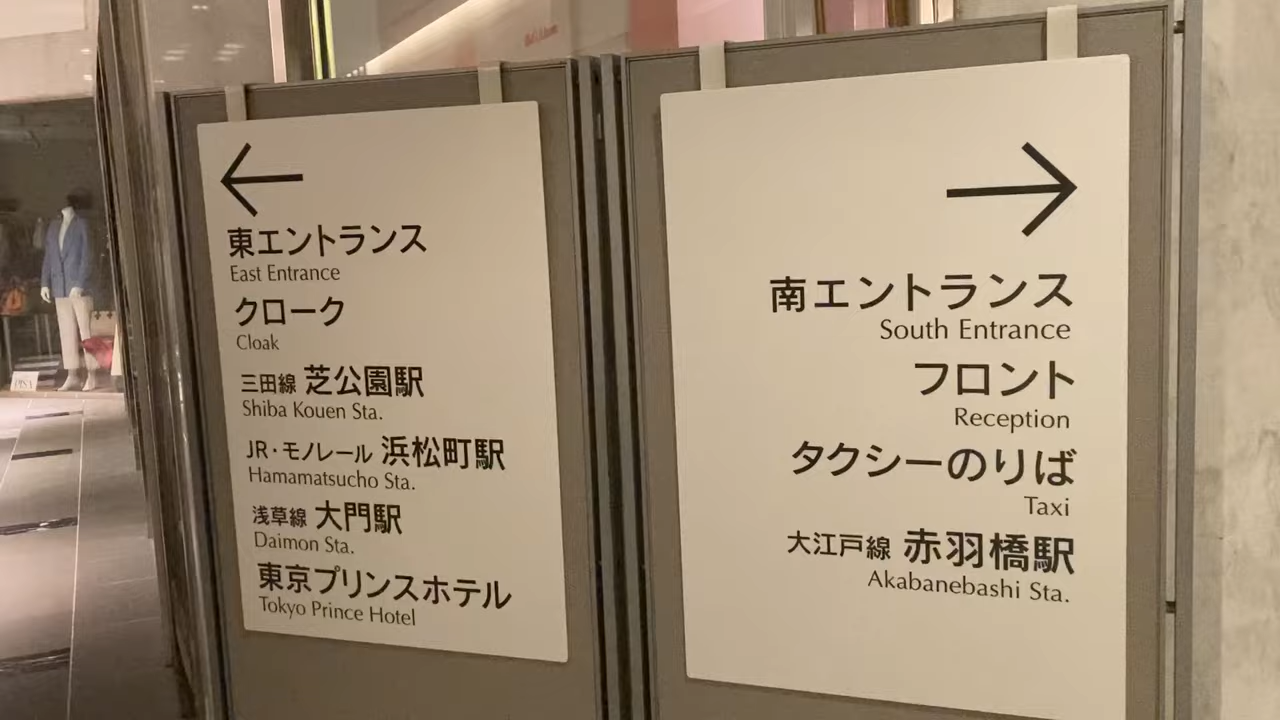 ←
東エントランス
East Entrance
クローク
Cloak
三田線 芝公園駅
Shiba Kouen Sta.
JR・モノレール 浜松町駅
Hamamatsucho Sta.
浅草線 大門駅
Daimon Sta.
東京プリンスホテル
Tokyo Prince Hotel
→
南エントランス
South Entrance
フロント
Reception
タクシーのりば
Taxi
大江戸線 赤羽橋駅
Akabanebashi Sta.